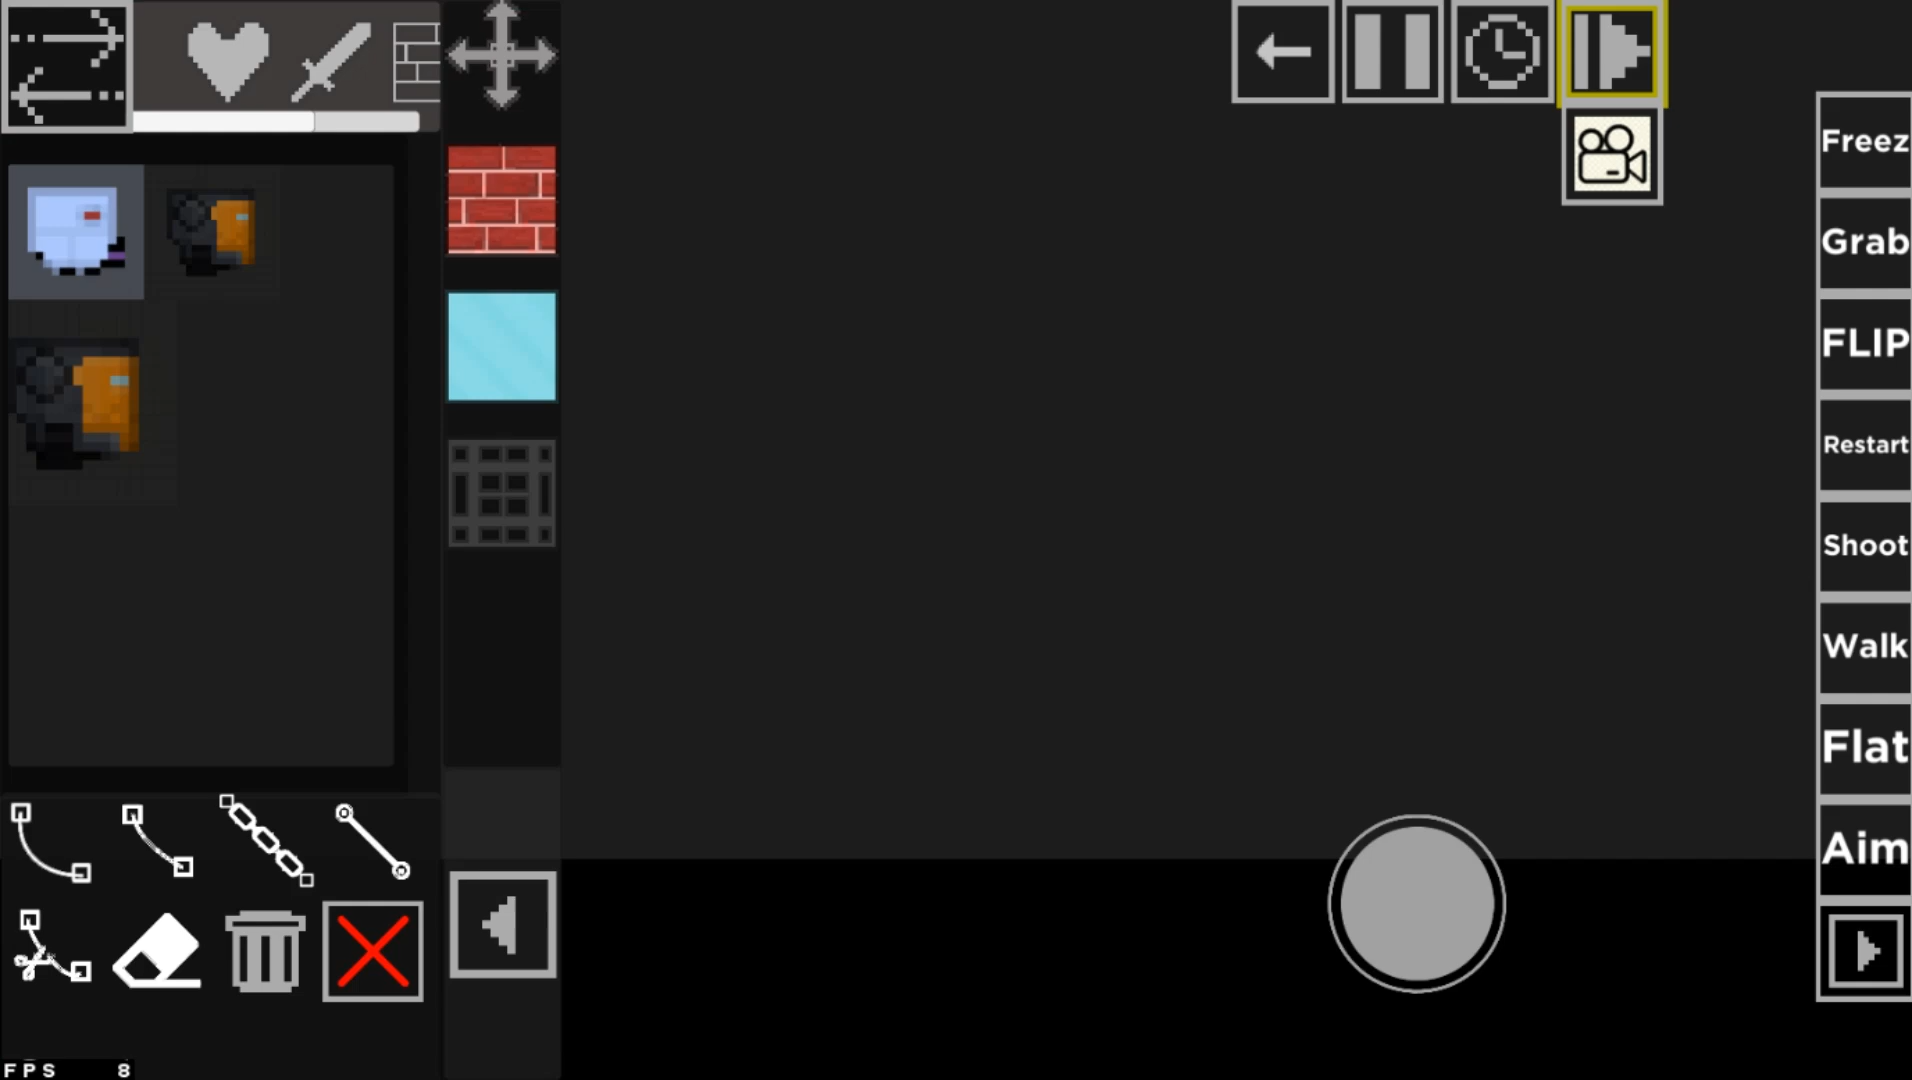 Freez
Grab
FLIP
Restart
Shoot
Walk
Flat
Aim
FPS 8